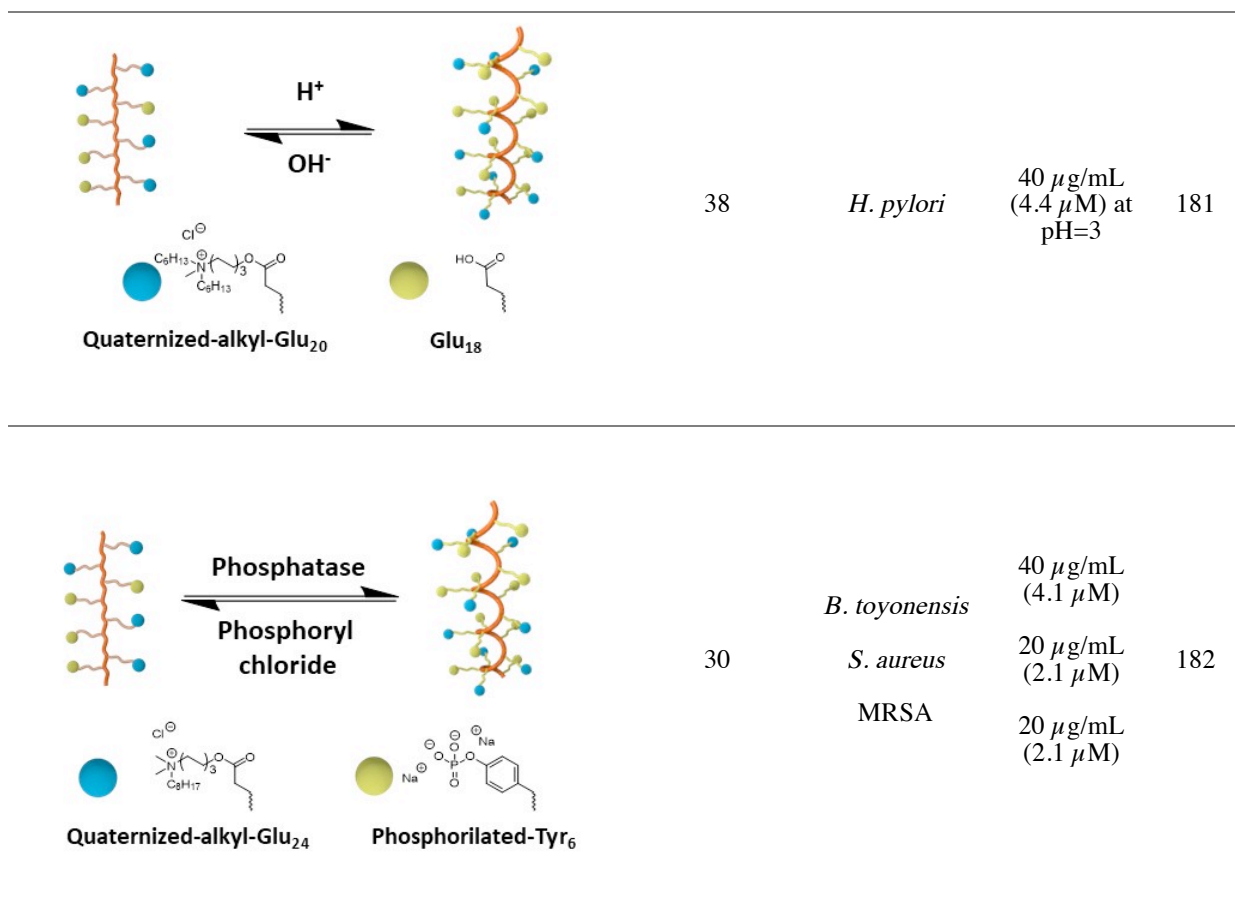 H+
OH-
Cl⊖
C6H13
N⊕
3
O
O
C6H13
HO
O
Quaternized-alkyl-Glu20
Glu18
38
H. pylori
40 µg/mL
(4.4 µM) at
pH=3
181
Phosphatase
Phosphoryl
chloride
Cl⊖
N⊕
3
O
O
C8H17
⊖O
O⊖
Na⊕
Na⊕
P
O
O
Quaternized-alkyl-Glu24
Phosphorilated-Tyr6
30
B. toyonensis
S. aureus
MRSA
40 µg/mL
(4.1 µM)
20 µg/mL
(2.1 µM)
20 µg/mL
(2.1 µM)
182